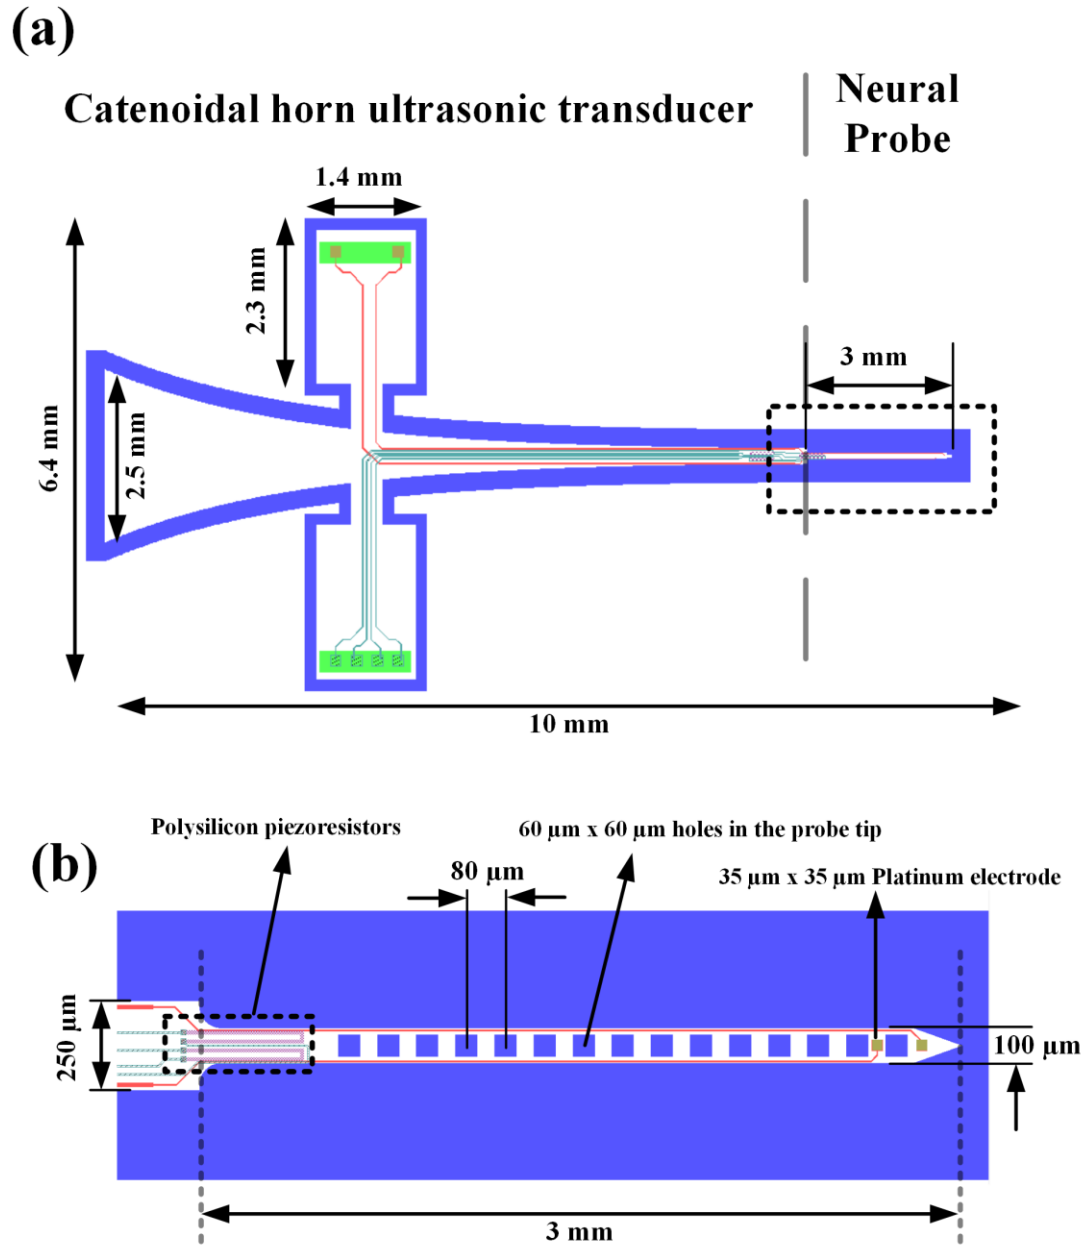 (a)
Catenoidal horn ultrasonic transducer
Neural
Probe
1.4 mm
2.3 mm
3 mm
6.4 mm
2.5 mm
10 mm
Polysilicon piezoresistors
60 μm x 60 μm holes in the probe tip
(b)
80 μm
35 μm x 35 μm Platinum electrode
250 μm
100 μm
3 mm